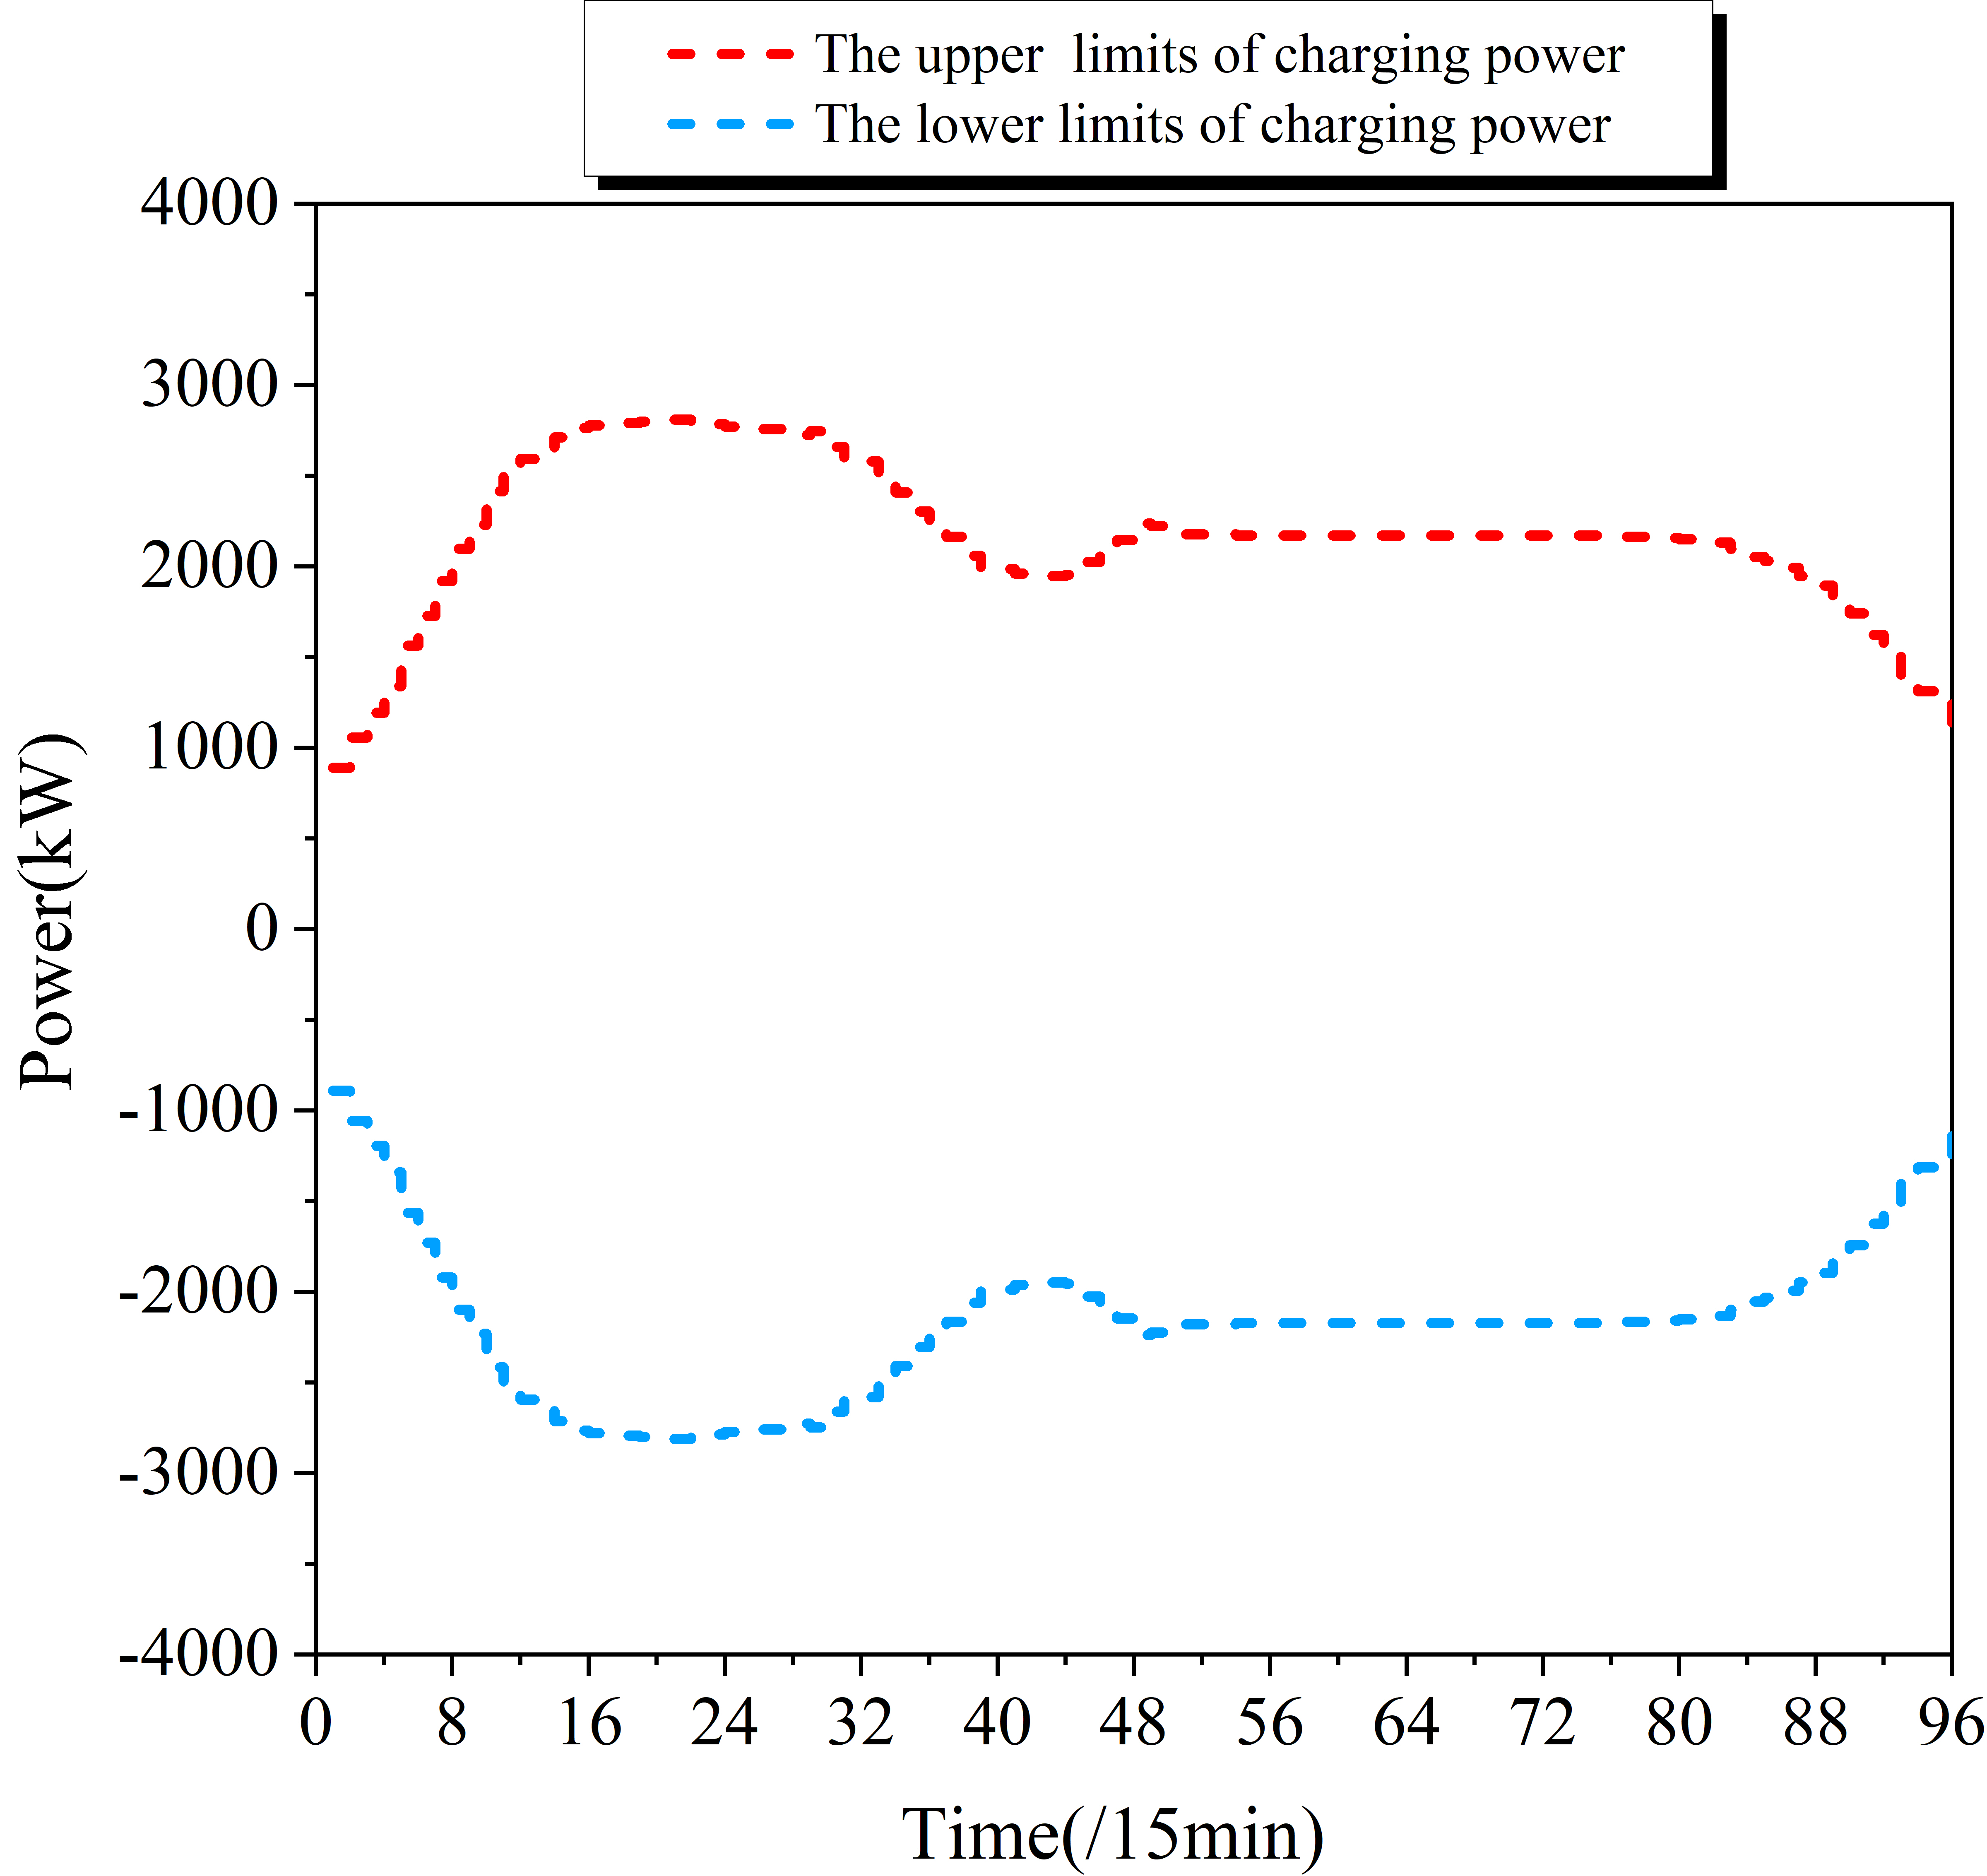 The upper limits of charging power
The lower limits of charging power
4000
3000
2000
1000
0
-1000
-2000
-3000
-4000
Power(kW)
0 8 16 24 32 40 48 56 64 72 80 88 96
Time(/15min)